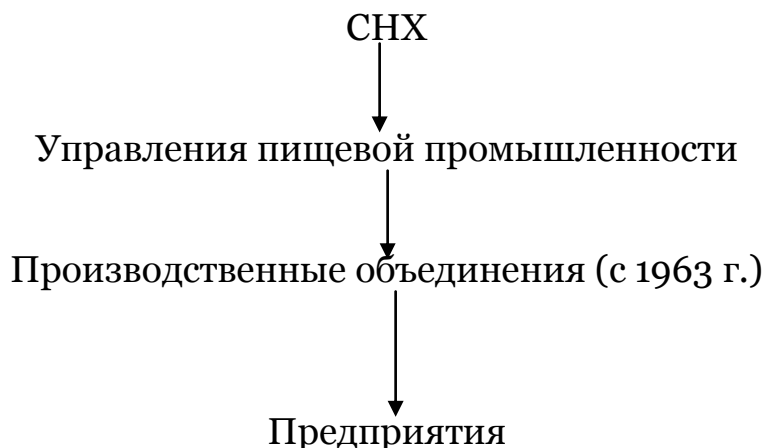 СНХ
Управления пищевой промышленности
Производственные объединения (с 1963 г.)
Предприятия